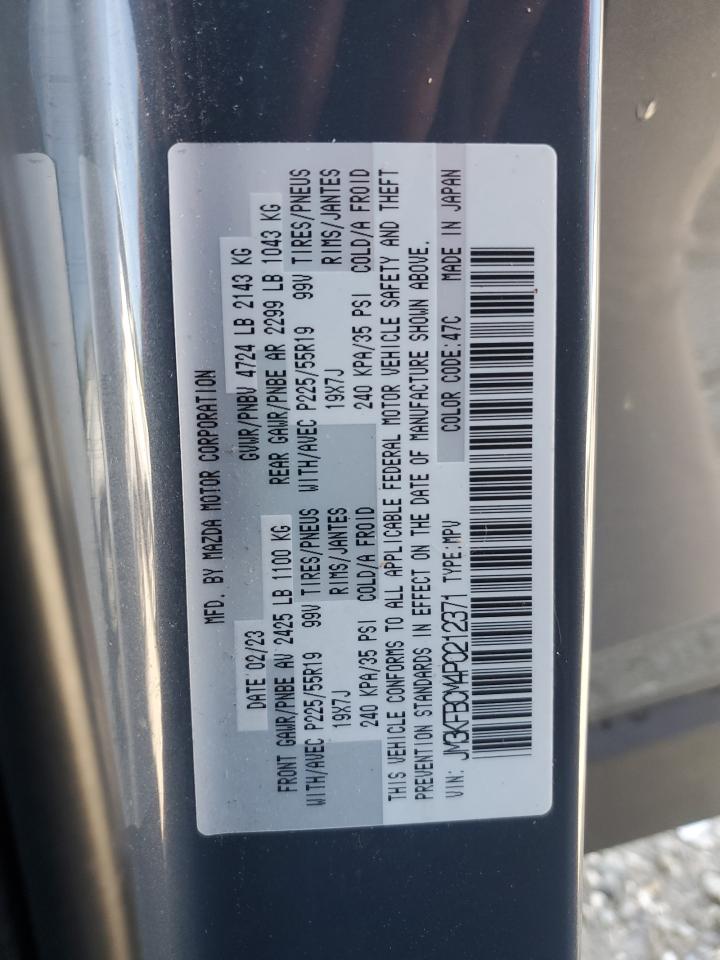 MFD. BY MAZDA MOTOR CORPORATION
DATE 02/23 GVWR/PNBV 4724 LB 2143 KG
FRONT GAWR/PNBE AV 2425 LB 1100 KG REAR GAWR/PNBE AR 2299 LB 1043 KG
WITH/AVEC P225/55R19 99V TIRES/PNEUS WITH/AVEC P225/55R19 99V TIRES/PNEUS
19X7J RIMS/JANTES 19X7J RIMS/JANTES
240 KPA/35 PSI COLD/A FROID 240 KPA/35 PSI COLD/A FROID
THIS VEHICLE CONFORMS TO ALL APPLICABLE FEDERAL MOTOR VEHICLE SAFETY AND THEFT
PREVENTION STANDARDS IN EFFECT ON THE DATE OF MANUFACTURE SHOWN ABOVE.
VIN: JM3KFBCM4P0212371 TYPE:MPV COLOR CODE:47C MADE IN JAPAN